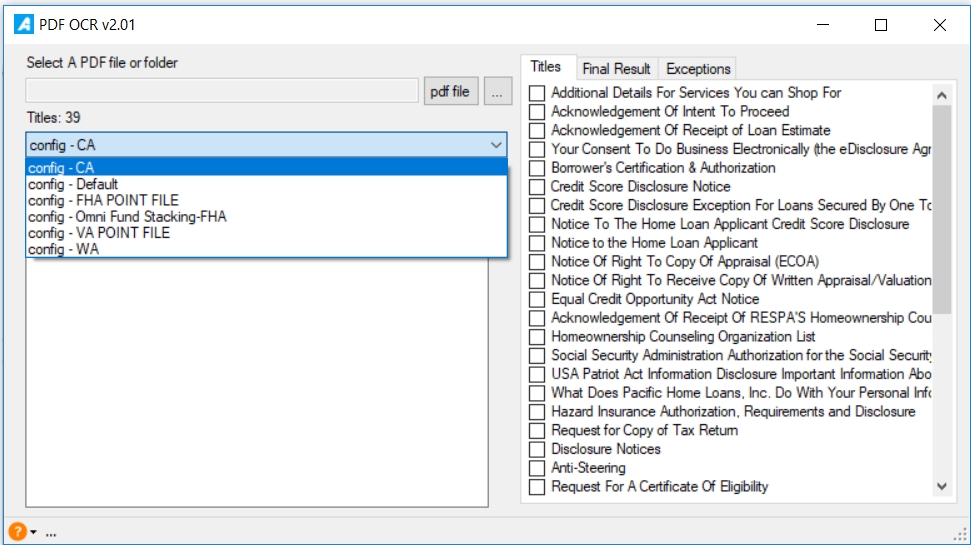 PDF OCR v2.01
Select A PDF file or folder
pdf file
...
Titles: 39
config - CA
config - CA
config - Default
config - FHA POINT FILE
config - Omni Fund Stacking-FHA
config - VA POINT FILE
config - WA
Titles
Final Result
Exceptions
Additional Details For Services You can Shop For
Acknowledgement Of Intent To Proceed
Acknowledgement Of Receipt of Loan Estimate
Your Consent To Do Business Electronically (the eDisclosure Agr
Borrower's Certification & Authorization
Credit Score Disclosure Notice
Credit Score Disclosure Exception For Loans Secured By One To
Notice To The Home Loan Applicant Credit Score Disclosure
Notice to the Home Loan Applicant
Notice Of Right To Copy Of Appraisal (ECOA)
Notice Of Right To Receive Copy Of Written Appraisal/Valuation
Equal Credit Opportunity Act Notice
Acknowledgement Of Receipt Of RESPA'S Homeownership Cou
Homeownership Counseling Organization List
Social Security Administration Authorization for the Social Security
USA Patriot Act Information Disclosure Important Information Abo
What Does Pacific Home Loans, Inc. Do With Your Personal Info
Hazard Insurance Authorization, Requirements and Disclosure
Request for Copy of Tax Return
Disclosure Notices
Anti-Steering
Request For A Certificate Of Eligibility
?
...